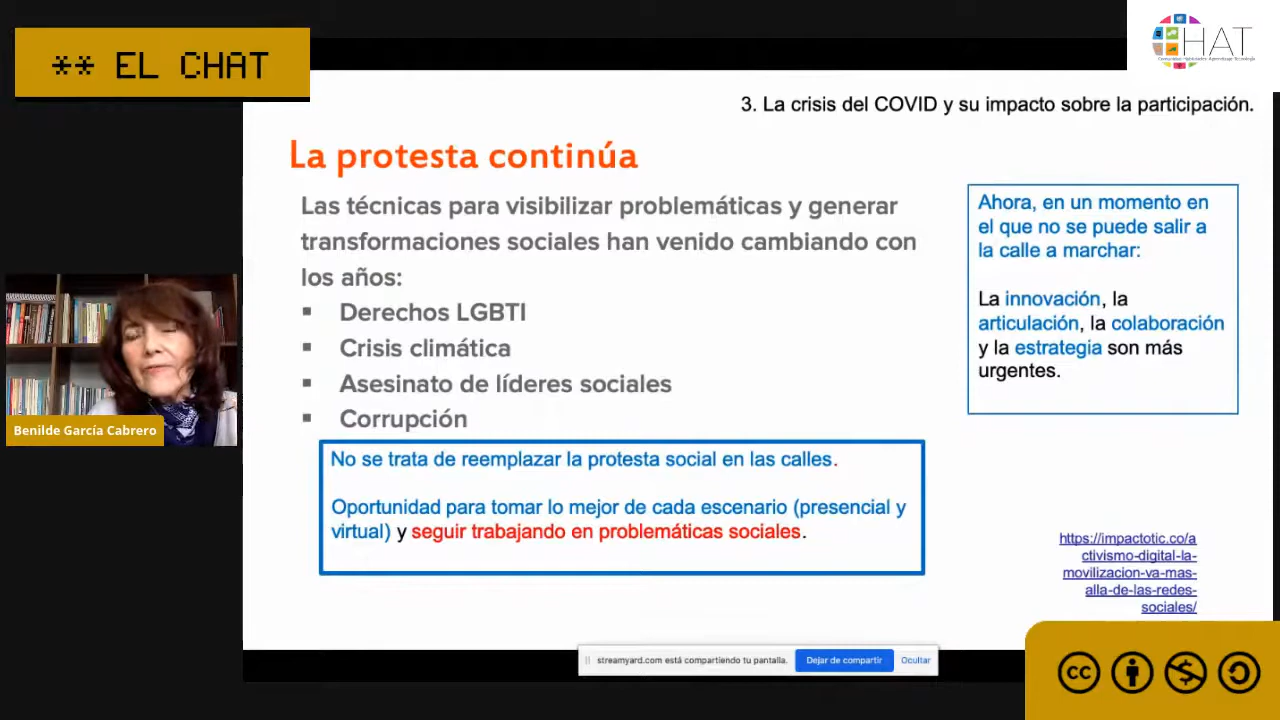 ** EL CHAT
HAT
3. La crisis del COVID y su impacto sobre la participación.
La protesta continúa
Las técnicas para visibilizar problemáticas y generar
transformaciones sociales han venido cambiando con
los años:
▪ Derechos LGBTI
▪ Crisis climática
▪ Asesinato de líderes sociales
▪ Corrupción
No se trata de reemplazar la protesta social en las calles.
Oportunidad para tomar lo mejor de cada escenario (presencial y
virtual) y seguir trabajando en problemáticas sociales.
Ahora, en un momento en
el que no se puede salir a
la calle a marchar:
La innovación, la
articulación, la colaboración
y la estrategia son más
urgentes.
https://impactotic.co/a
ctivismo-digital-la-
movilizacion-va-mas-
alla-de-las-redes-
sociales/
Benilde García Cabrero
streamyard.com está compartiendo tu pantalla.
Dejar de compartir
Ocultar
CC